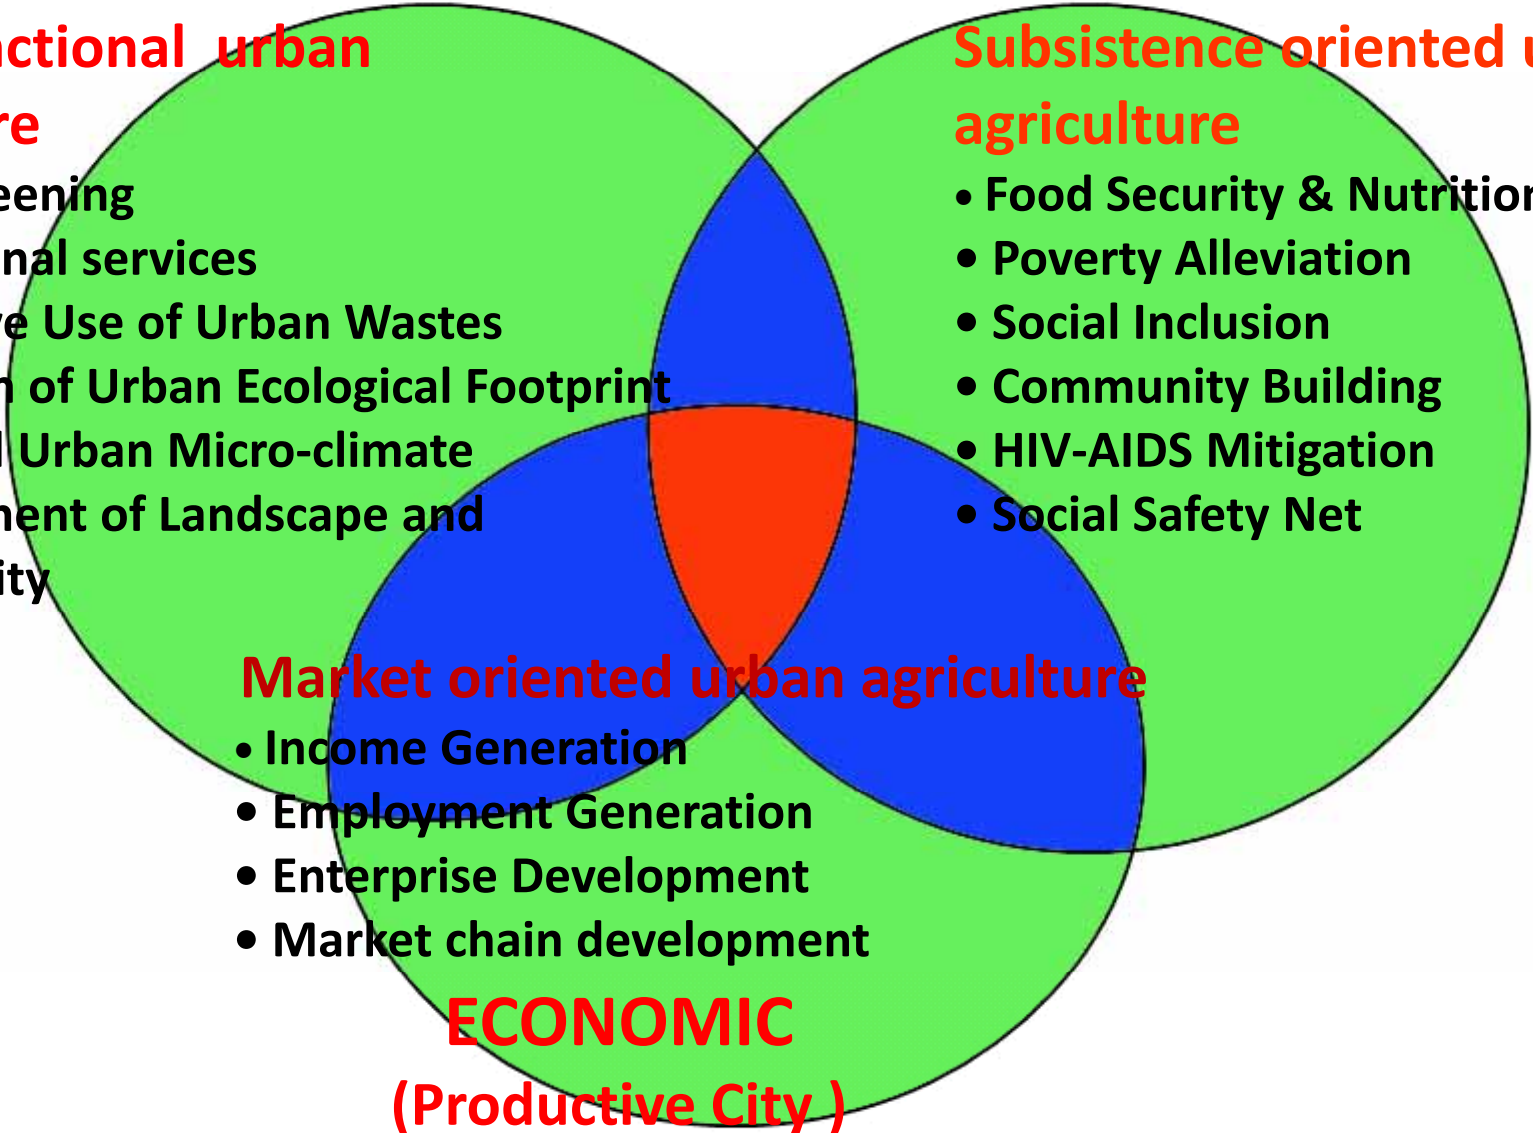 ctional urban
re
eening
nal services
e Use of Urban Wastes
of Urban Ecological Footprint
Urban Micro-climate
ent of Landscape and
ity
Subsistence oriented u
agriculture
• Food Security & Nutrition
• Poverty Alleviation
• Social Inclusion
• Community Building
• HIV-AIDS Mitigation
• Social Safety Net
Market oriented urban agriculture
• Income Generation
• Employment Generation
• Enterprise Development
• Market chain development
ECONOMIC
(Productive City )